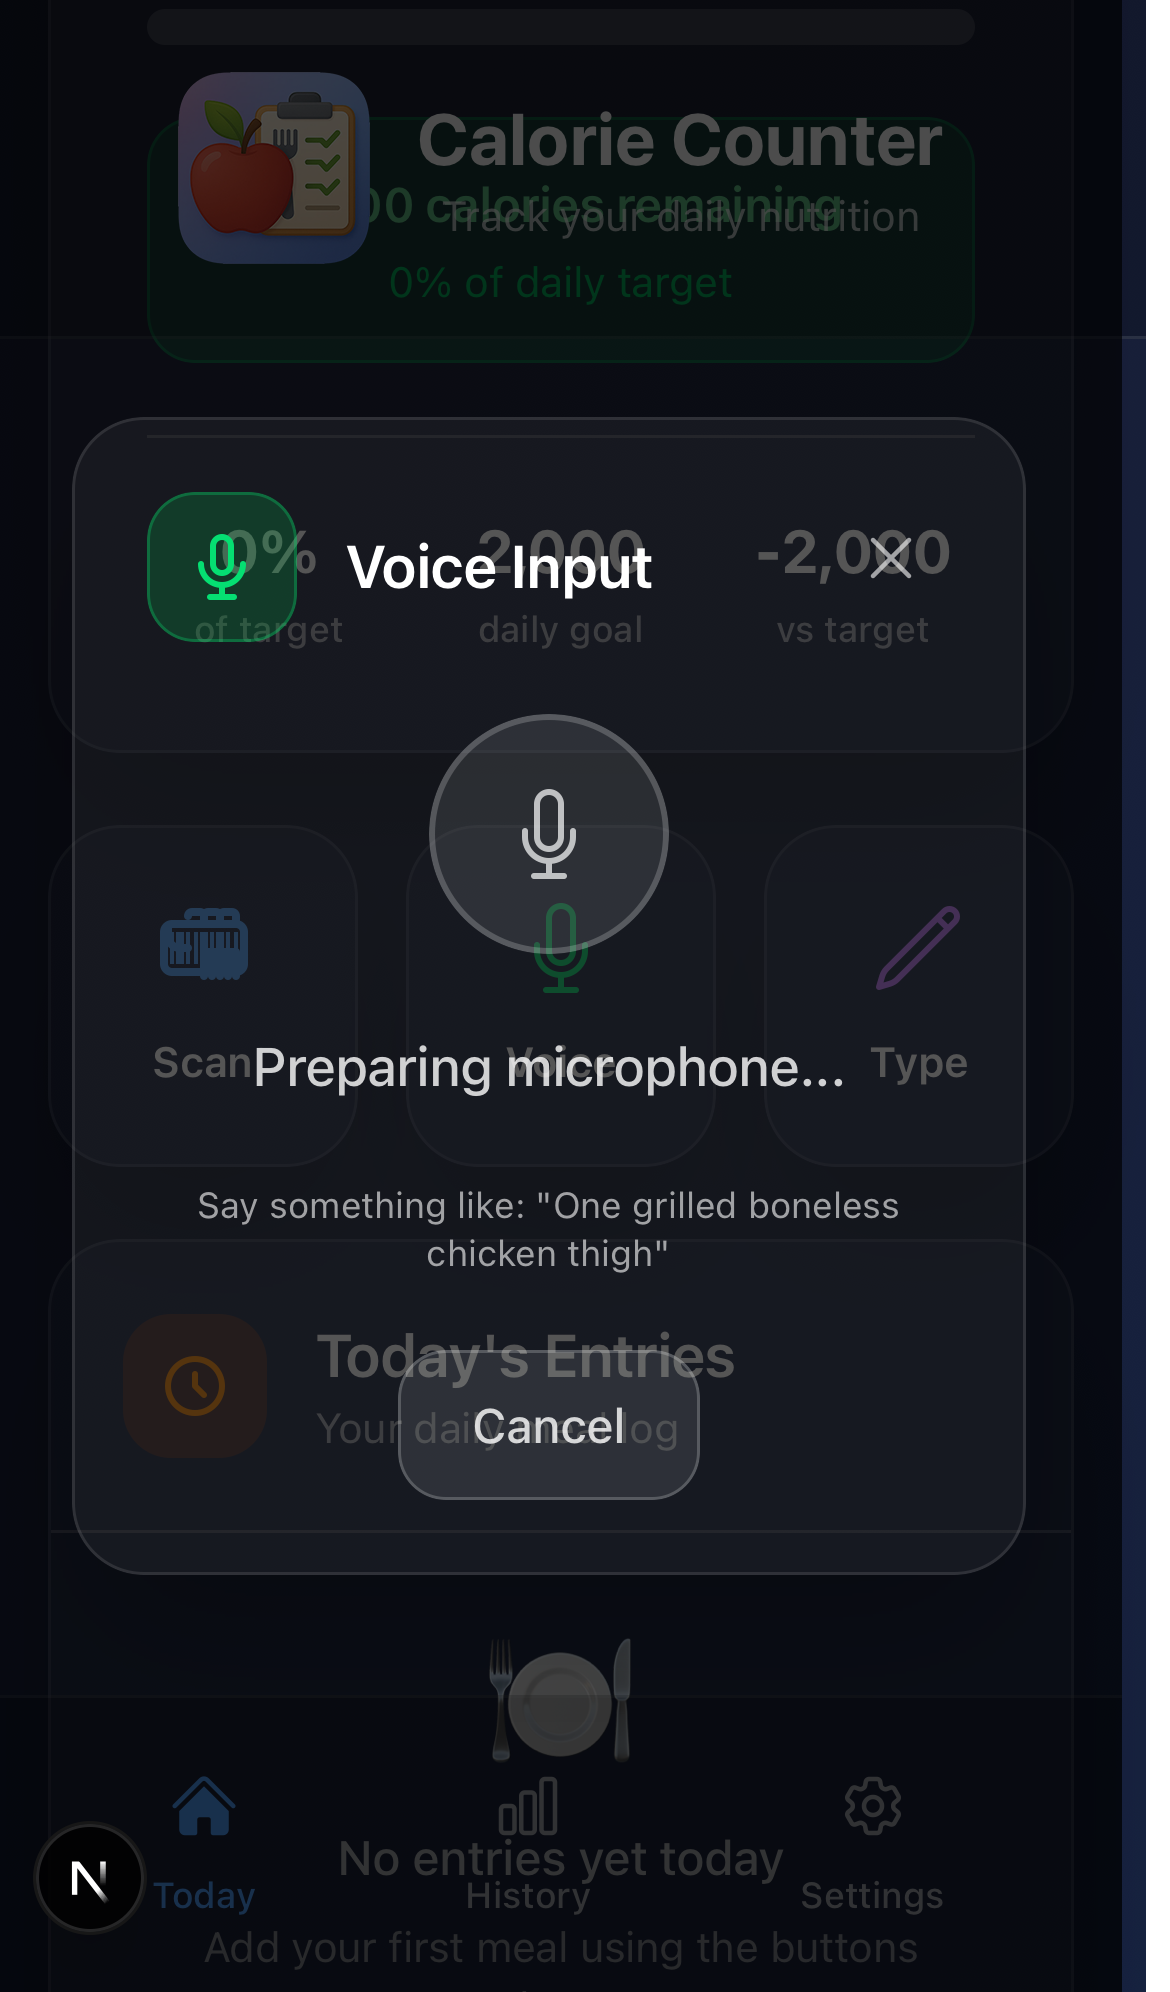 Calorie Counter
00 calories remaining
Track your daily nutrition
0% of daily target
Voice Input
0%
2,000
-2,000
of target
daily goal
vs target
Scan
Voice
Type
Preparing microphone...
Say something like: "One grilled boneless
chicken thigh"
Today's Entries
Your daily meal log
Cancel
No entries yet today
Today
History
Settings
Add your first meal using the buttons